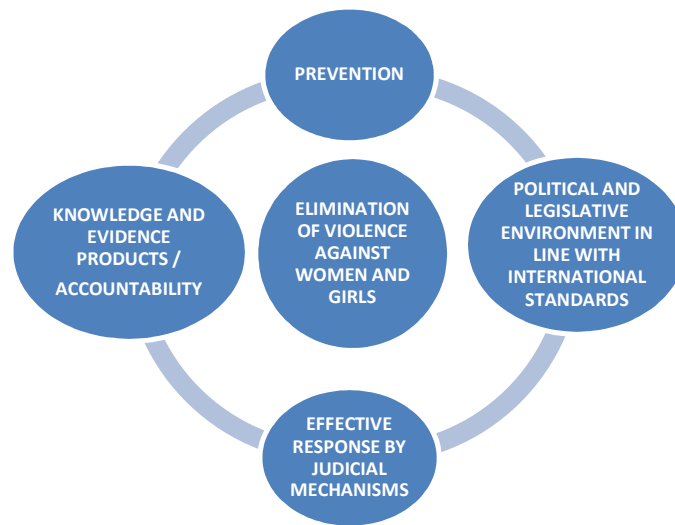 PREVENTION
KNOWLEDGE AND
EVIDENCE
PRODUCTS /
ACCOUNTABILITY
ELIMINATION
OF VIOLENCE
AGAINST
WOMEN AND
GIRLS
POLITICAL AND
LEGISLATIVE
ENVIRONMENT IN
LINE WITH
INTERNATIONAL
STANDARDS
EFFECTIVE
RESPONSE BY
JUDICIAL
MECHANISMS